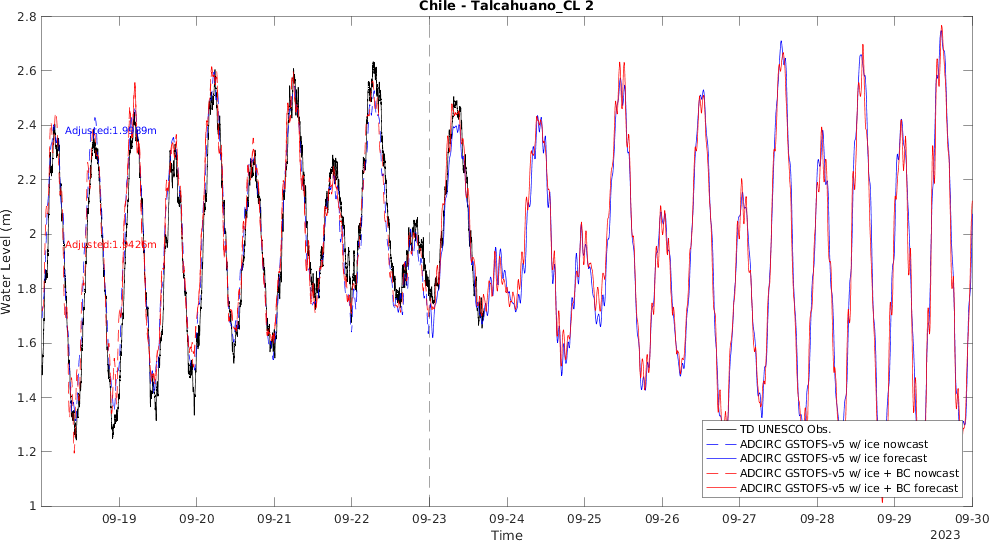 Chile - Talcahuano_CL 2
Water Level (m)
2.8
2.6
2.4
2.2
2
1.8
1.6
1.4
1.2
1
Adjusted:1.9989m
Adjusted:1.9426m
TD UNESCO Obs.
ADCIRC GSTOFS-v5 w/ ice nowcast
ADCIRC GSTOFS-v5 w/ ice forecast
ADCIRC GSTOFS-v5 w/ ice + BC nowcast
ADCIRC GSTOFS-v5 w/ ice + BC forecast
09-19 09-20 09-21 09-22 09-23 09-24 09-25 09-26 09-27 09-28 09-29 09-30
Time
2023